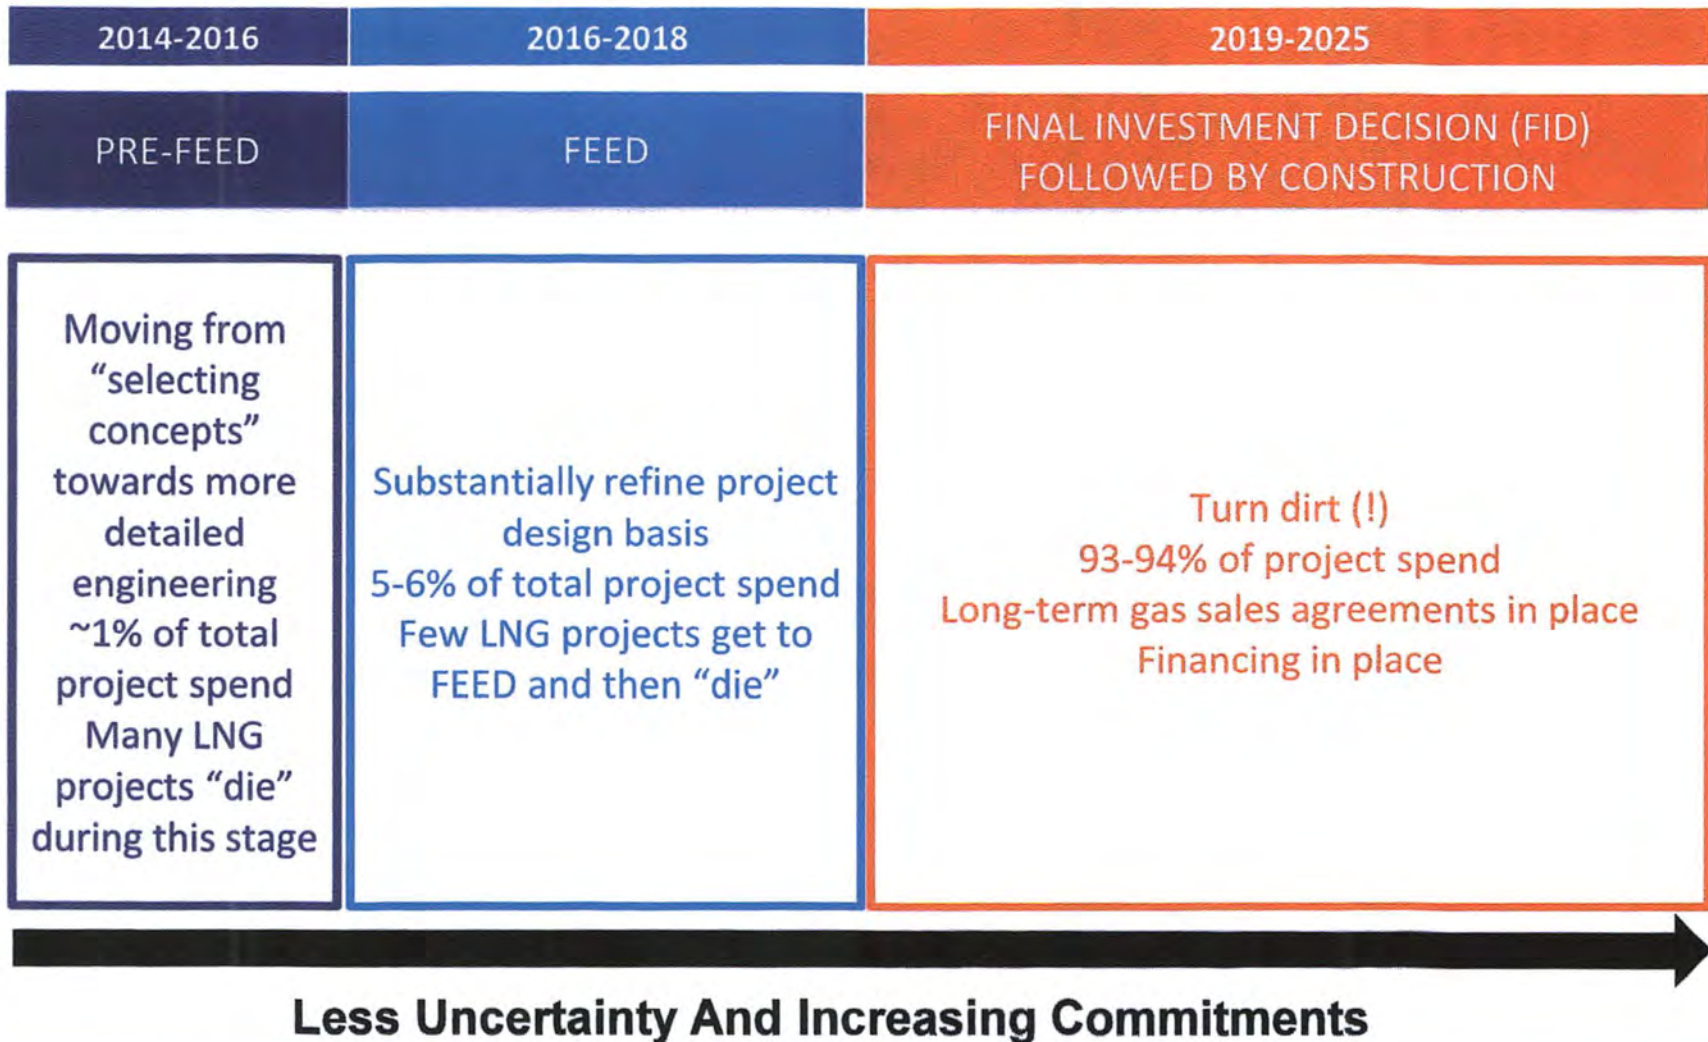 2014-2016
2016-2018
2019-2025
PRE-FEED
FEED
FINAL INVESTMENT DECISION (FID)
FOLLOWED BY CONSTRUCTION
Moving from
“selecting
concepts”
towards more
detailed
engineering
~1% of total
project spend
Many LNG
projects “die”
during this stage
Substantially refine project
design basis
5-6% of total project spend
Few LNG projects get to
FEED and then “die”
Turn dirt (!)
93-94% of project spend
Long-term gas sales agreements in place
Financing in place
Less Uncertainty And Increasing Commitments